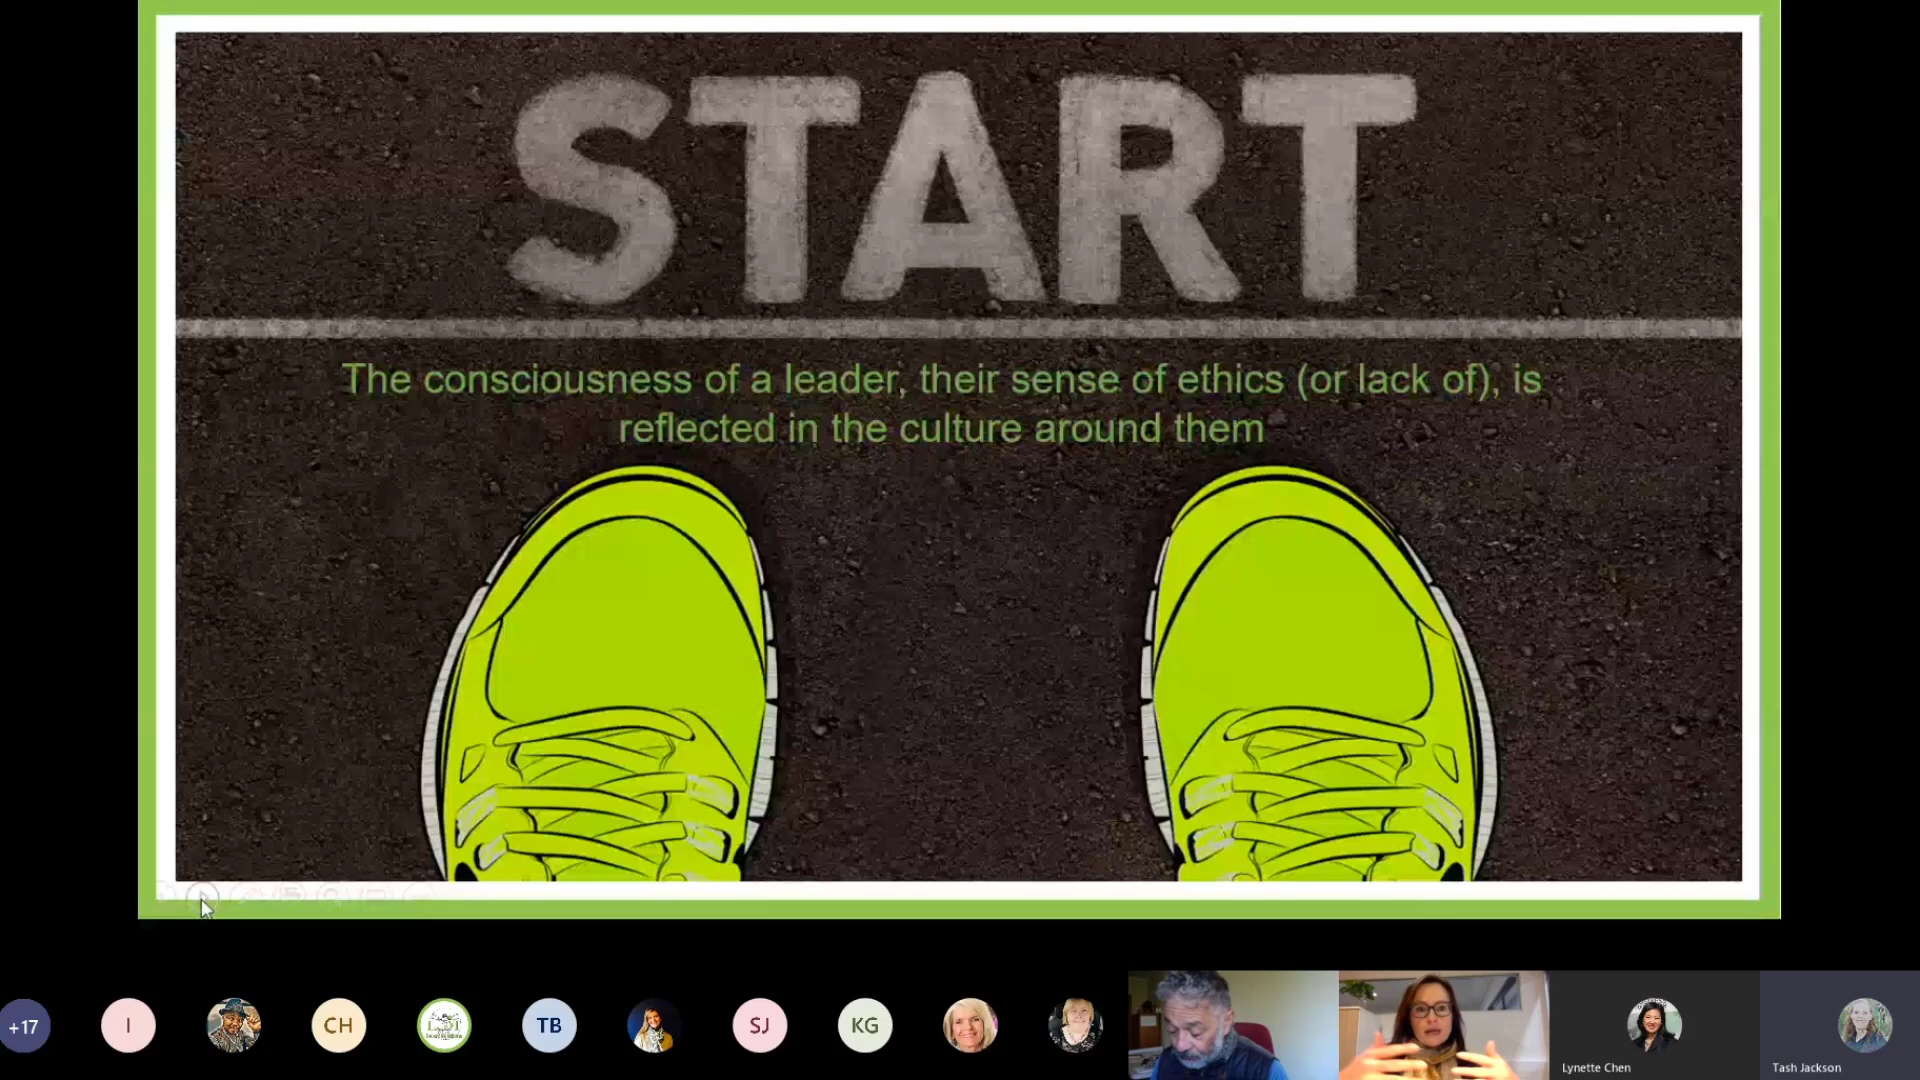 START
The consciousness of a leader, their sense of ethics (or lack of), is
reflected in the culture around them
+17
I
CH
TB
SJ
KG
Lynette Chen
Tash Jackson